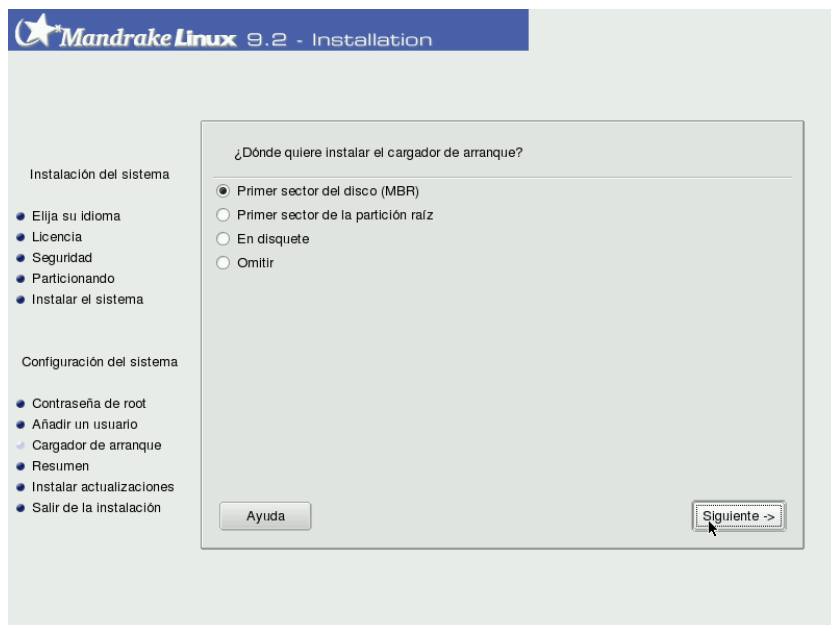 MandrakeLinux 9.2 - Installation
¿Dónde quiere instalar el cargador de arranque?
Instalación del sistema
Elija su idioma
Licencia
Seguridad
Particionando
Instalar el sistema
Configuración del sistema
Contraseña de root
Añadir un usuario
Cargador de arranque
Resumen
Instalar actualizaciones
Salir de la instalación
Primer sector del disco (MBR)
Primer sector de la partición raíz
En disquete
Omitir
Ayuda
Siguiente ->